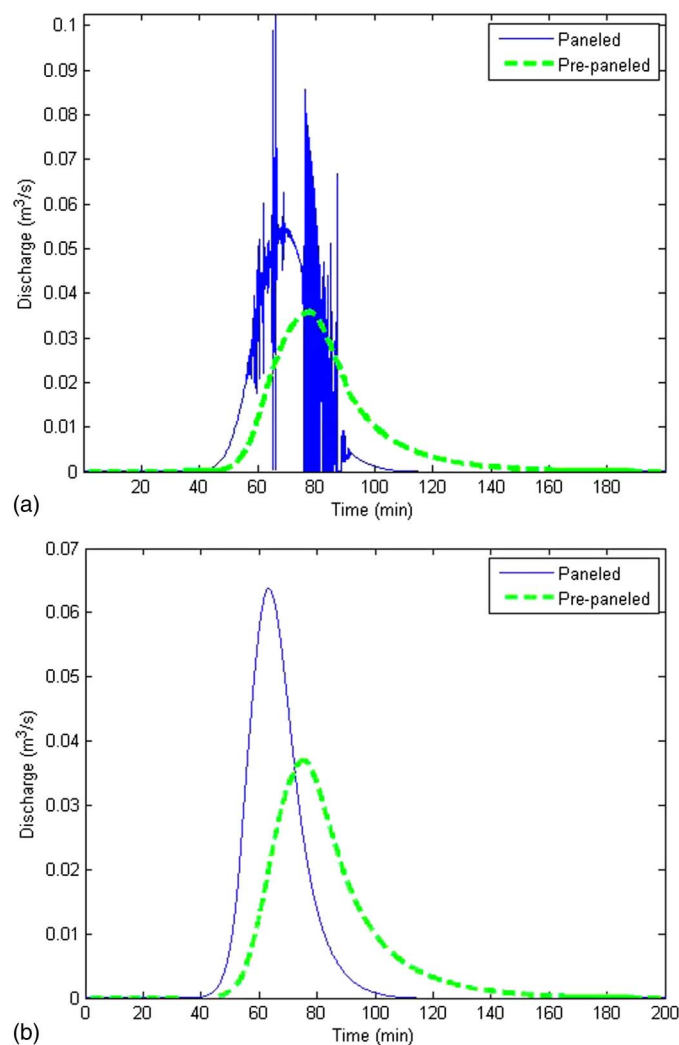 0.1
0.09
0.08
0.07
0.06
0.05
0.04
0.03
0.02
0.01
0
Discharge (m³/s)
Paneled
Pre-paneled
20 40 60 80 100 120 140 160 180
Time (min)
(a)
0.07
0.06
0.05
0.04
0.03
0.02
0.01
0
Discharge (m³/s)
Paneled
Pre-paneled
0 20 40 60 80 100 120 140 160 180 200
Time (min)
(b)